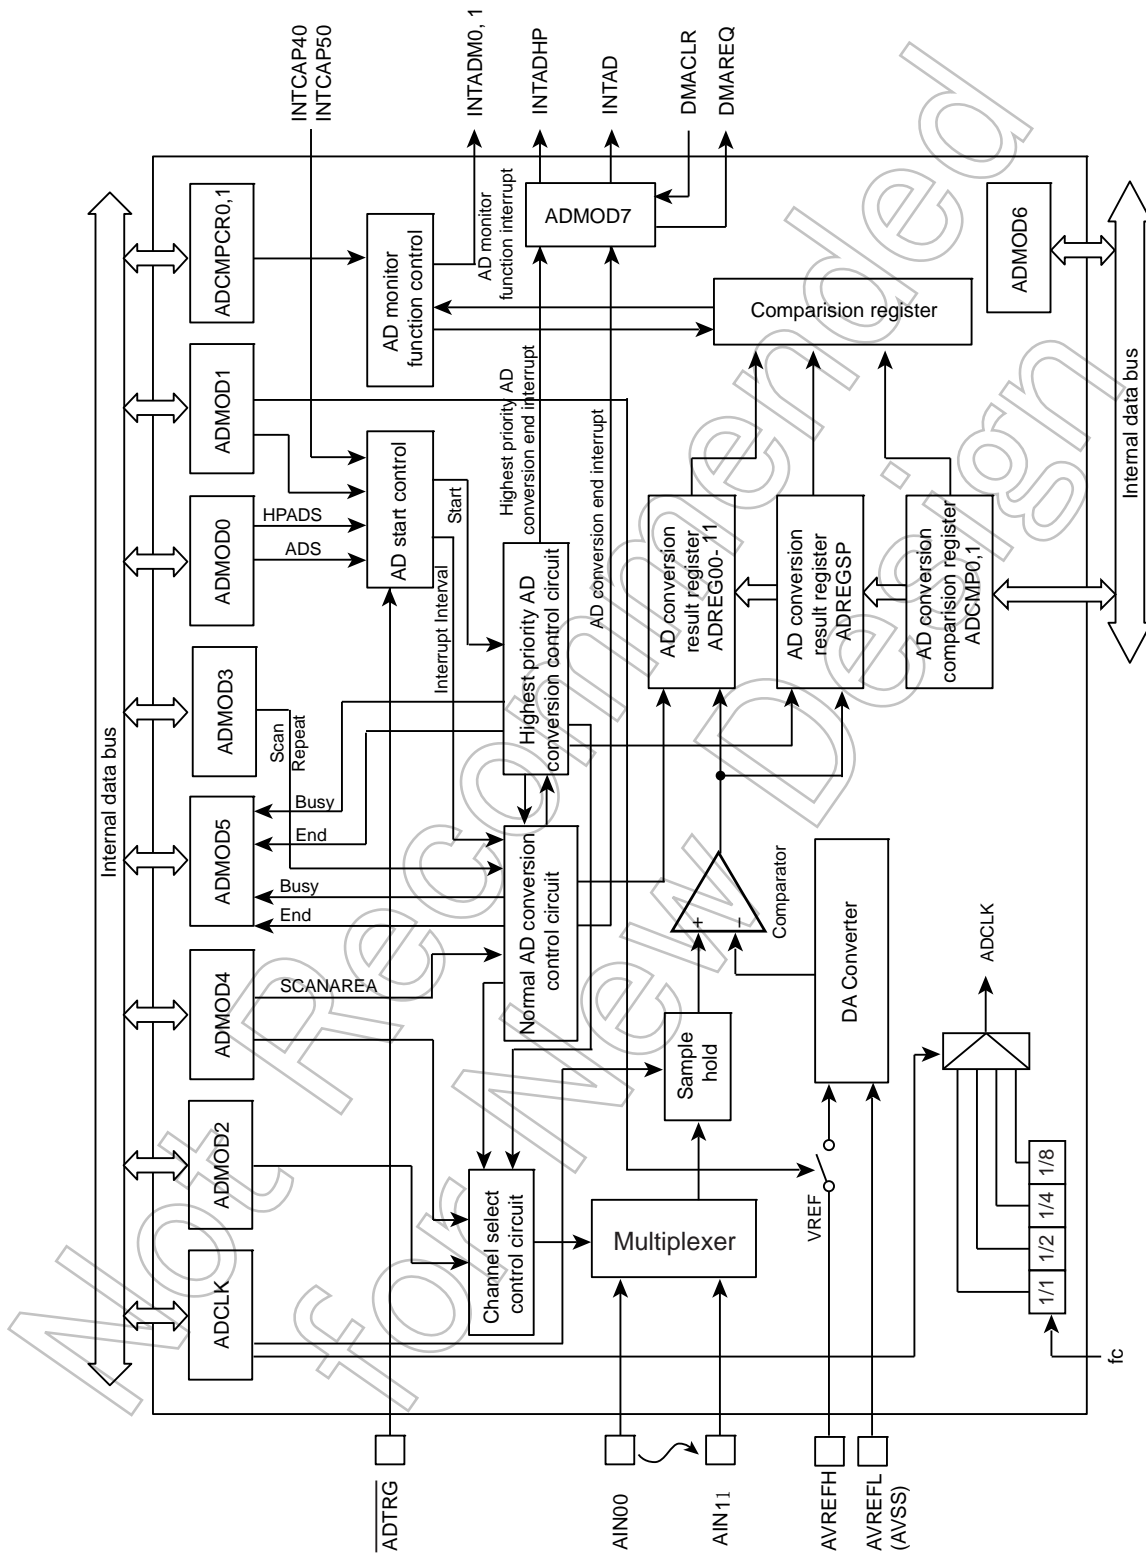 Internal data bus
ADCLK
ADMOD2
ADMOD4
ADMOD5
ADMOD3
ADMOD0
ADMOD1
ADCMPCR0,1
INTCAP40
INTCAP50
SCANAREA
End
Busy
End
Busy
Scan
Repeat
ADS
HPADS
AD start control
Interrupt Interval
Start
AD monitor
function control
AD monitor
function interrupt
INTADM0, 1
INTADHP
INTAD
DMACLR
DMAREQ
ADMOD7
Highest priority AD
conversion end interrupt
AD conversion end interrupt
ADTRG
Channel select
control circuit
Normal AD conversion
control circuit
Highest priority AD
conversion control circuit
AIN00
AIN11
Multiplexer
Sample
hold
+
−
Comparator
AD conversion
result register
ADREG00- 11
AD conversion
result register
ADREGSP
AD conversion
comparision register
ADCMP0,1
Comparision register
ADMOD6
AVREFH
AVREFL
(AVSS)
VREF
DA Converter
ADCLK
1/1
1/2
1/4
1/8
fc
Internal data bus
Not Recommended
for New Design